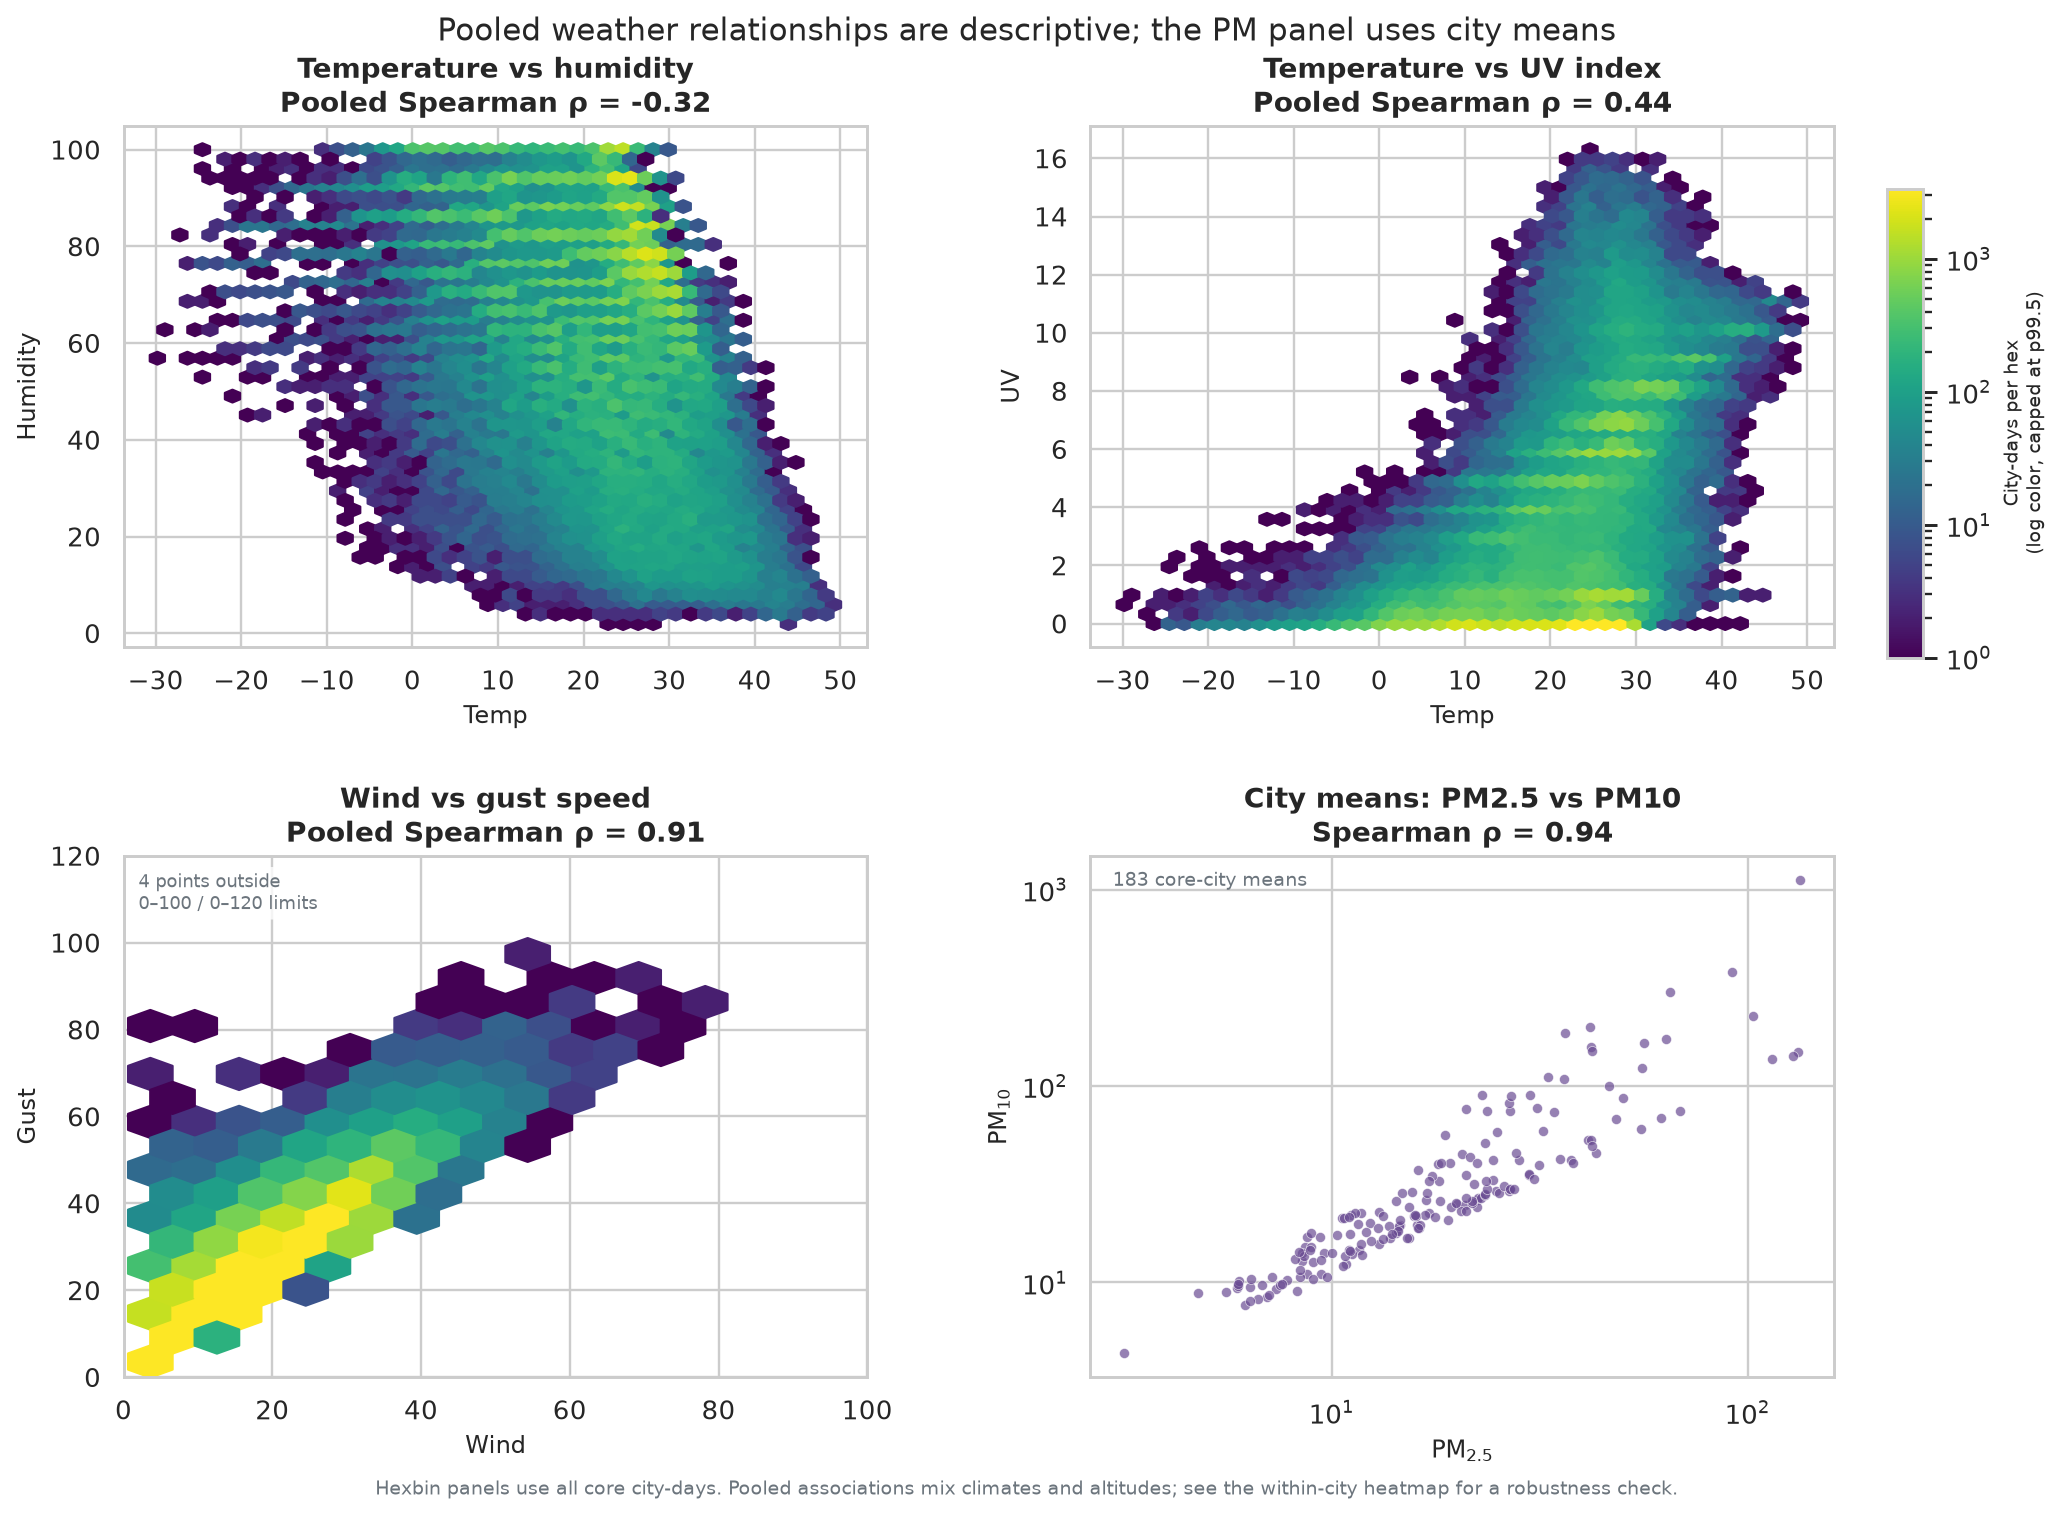 Pooled weather relationships are descriptive; the PM panel uses city means
Temperature vs humidity
Pooled Spearman ρ = -0.32
Humidity
100
80
60
40
20
0
−30 −20 −10 0 10 20 30 40 50
Temp
Temperature vs UV index
Pooled Spearman ρ = 0.44
UV
16
14
12
10
8
6
4
2
0
−30 −20 −10 0 10 20 30 40 50
Temp
10³
10²
10¹
10⁰
City-days per hex
(log color, capped at p99.5)
Wind vs gust speed
Pooled Spearman ρ = 0.91
4 points outside
0–100 / 0–120 limits
Gust
120
100
80
60
40
20
0
0 20 40 60 80 100
Wind
City means: PM2.5 vs PM10
Spearman ρ = 0.94
183 core-city means
PM₁₀
10³
10²
10¹
10¹ 10²
PM₂.₅
Hexbin panels use all core city-days. Pooled associations mix climates and altitudes; see the within-city heatmap for a robustness check.